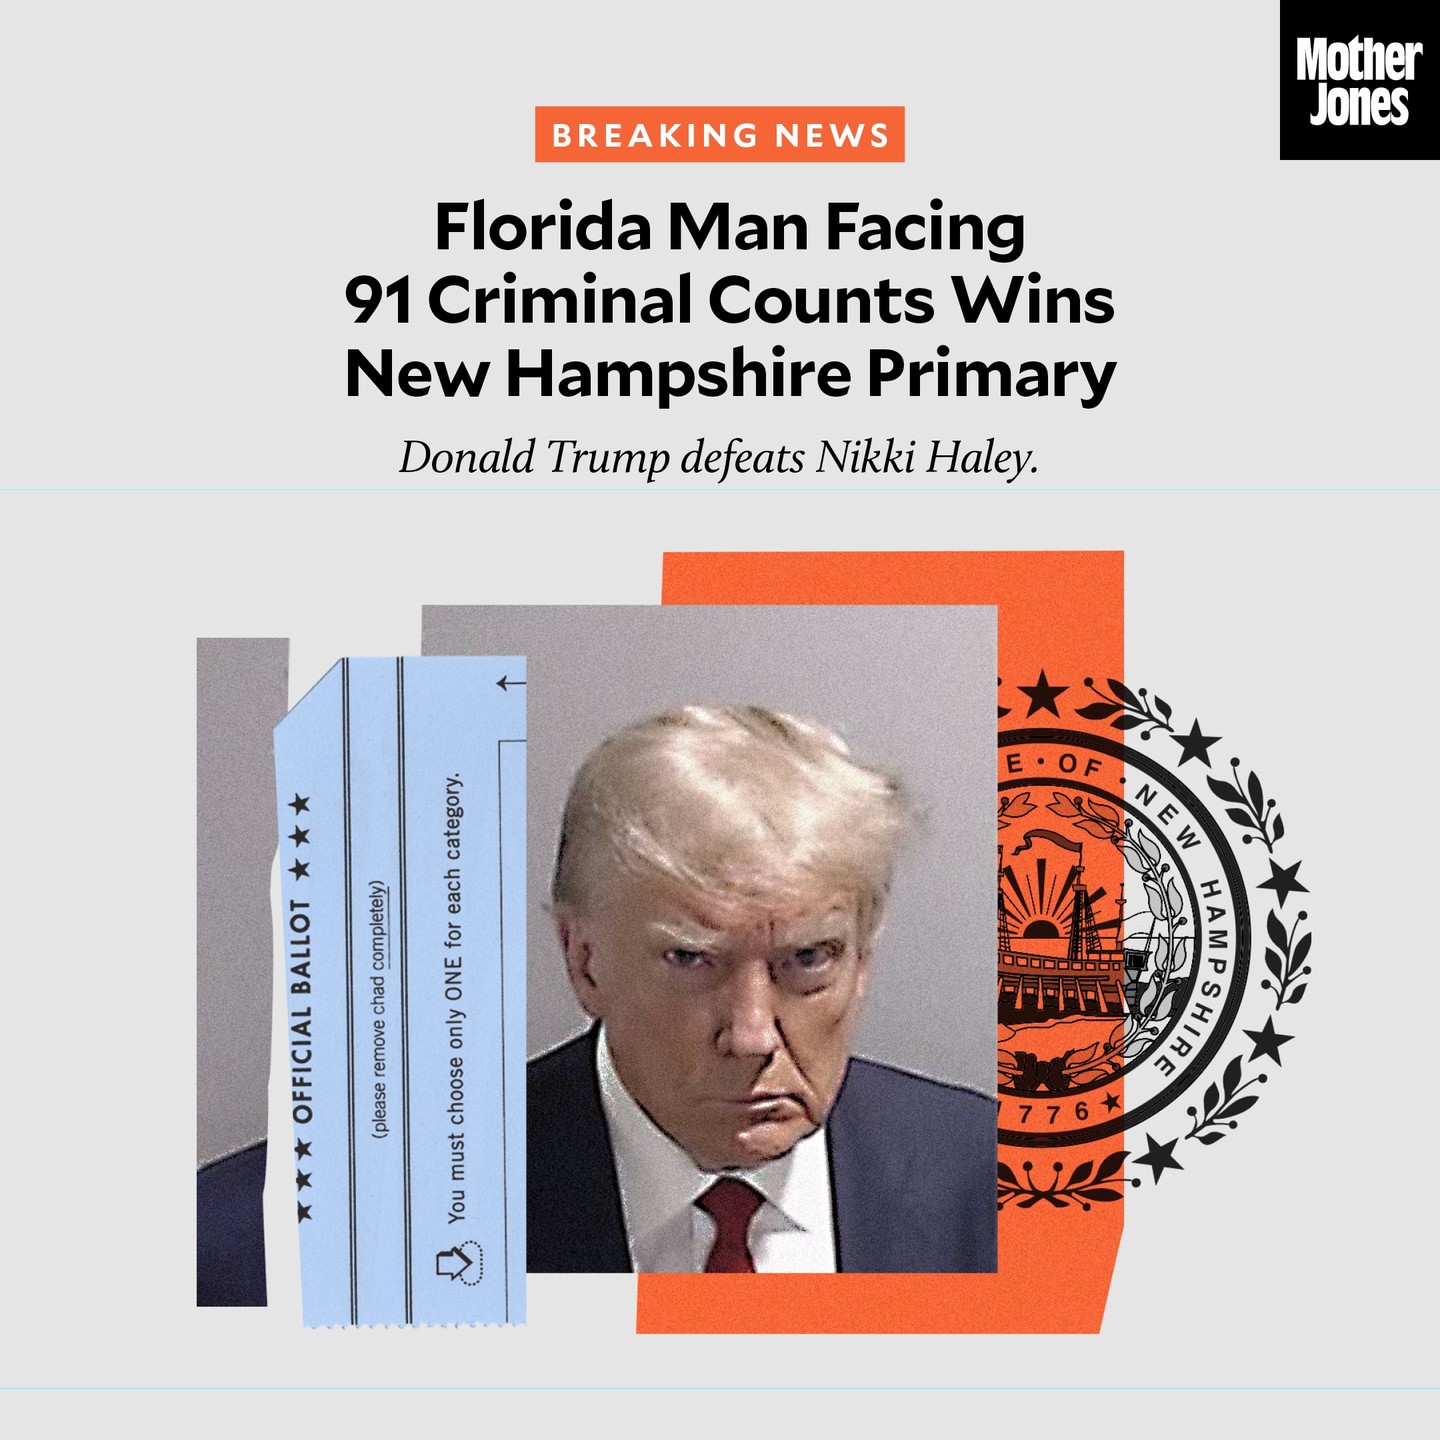 Mother
Jones
BREAKING NEWS
Florida Man Facing
91 Criminal Counts Wins
New Hampshire Primary
Donald Trump defeats Nikki Haley.
★★★ OFFICIAL BALLOT ★★★
(please remove chad completely)
You must choose only ONE for each category.
E • OF • NEW HAMPSHIRE
1776 ★